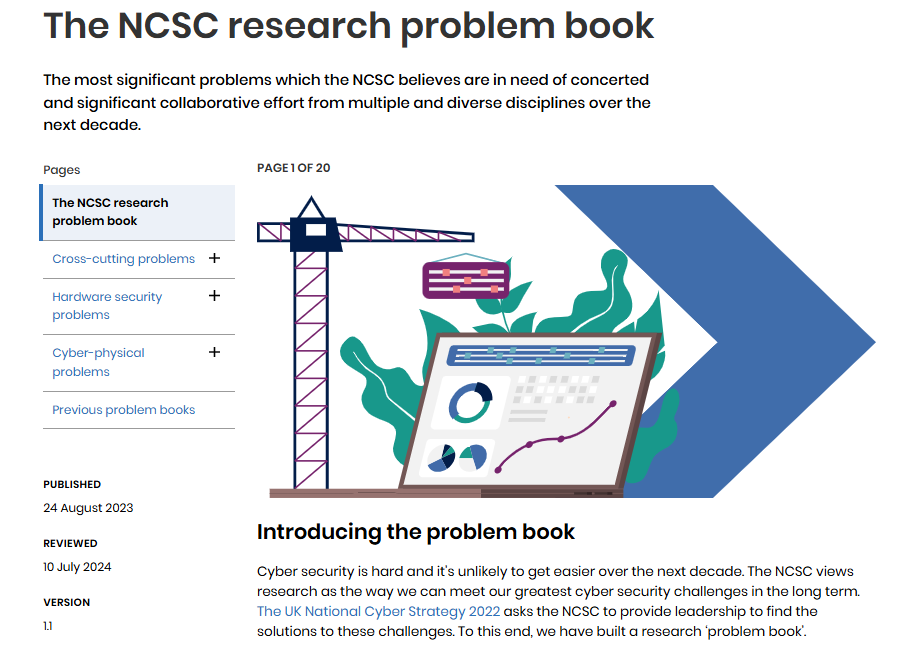 The NCSC research problem book
The most significant problems which the NCSC believes are in need of concerted
and significant collaborative effort from multiple and diverse disciplines over the
next decade.
Pages
The NCSC research
problem book
Cross-cutting problems +
Hardware security
problems +
Cyber-physical
problems +
Previous problem books
PUBLISHED
24 August 2023
REVIEWED
10 July 2024
VERSION
1.1
PAGE 1 OF 20
Introducing the problem book
Cyber security is hard and it's unlikely to get easier over the next decade. The NCSC views
research as the way we can meet our greatest cyber security challenges in the long term.
The UK National Cyber Strategy 2022 asks the NCSC to provide leadership to find the
solutions to these challenges. To this end, we have built a research 'problem book'.